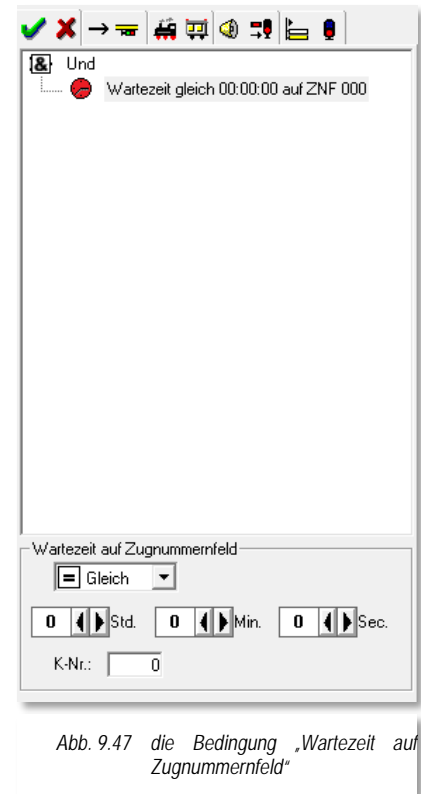 & Und
Wartezeit gleich 00:00:00 auf ZNF 000
Wartezeit auf Zugnummernfeld
= Gleich
0 Std. 0 Min. 0 Sec.
K-Nr.: 0
Abb. 9.47 die Bedingung „Wartezeit auf
Zugnummernfeld“